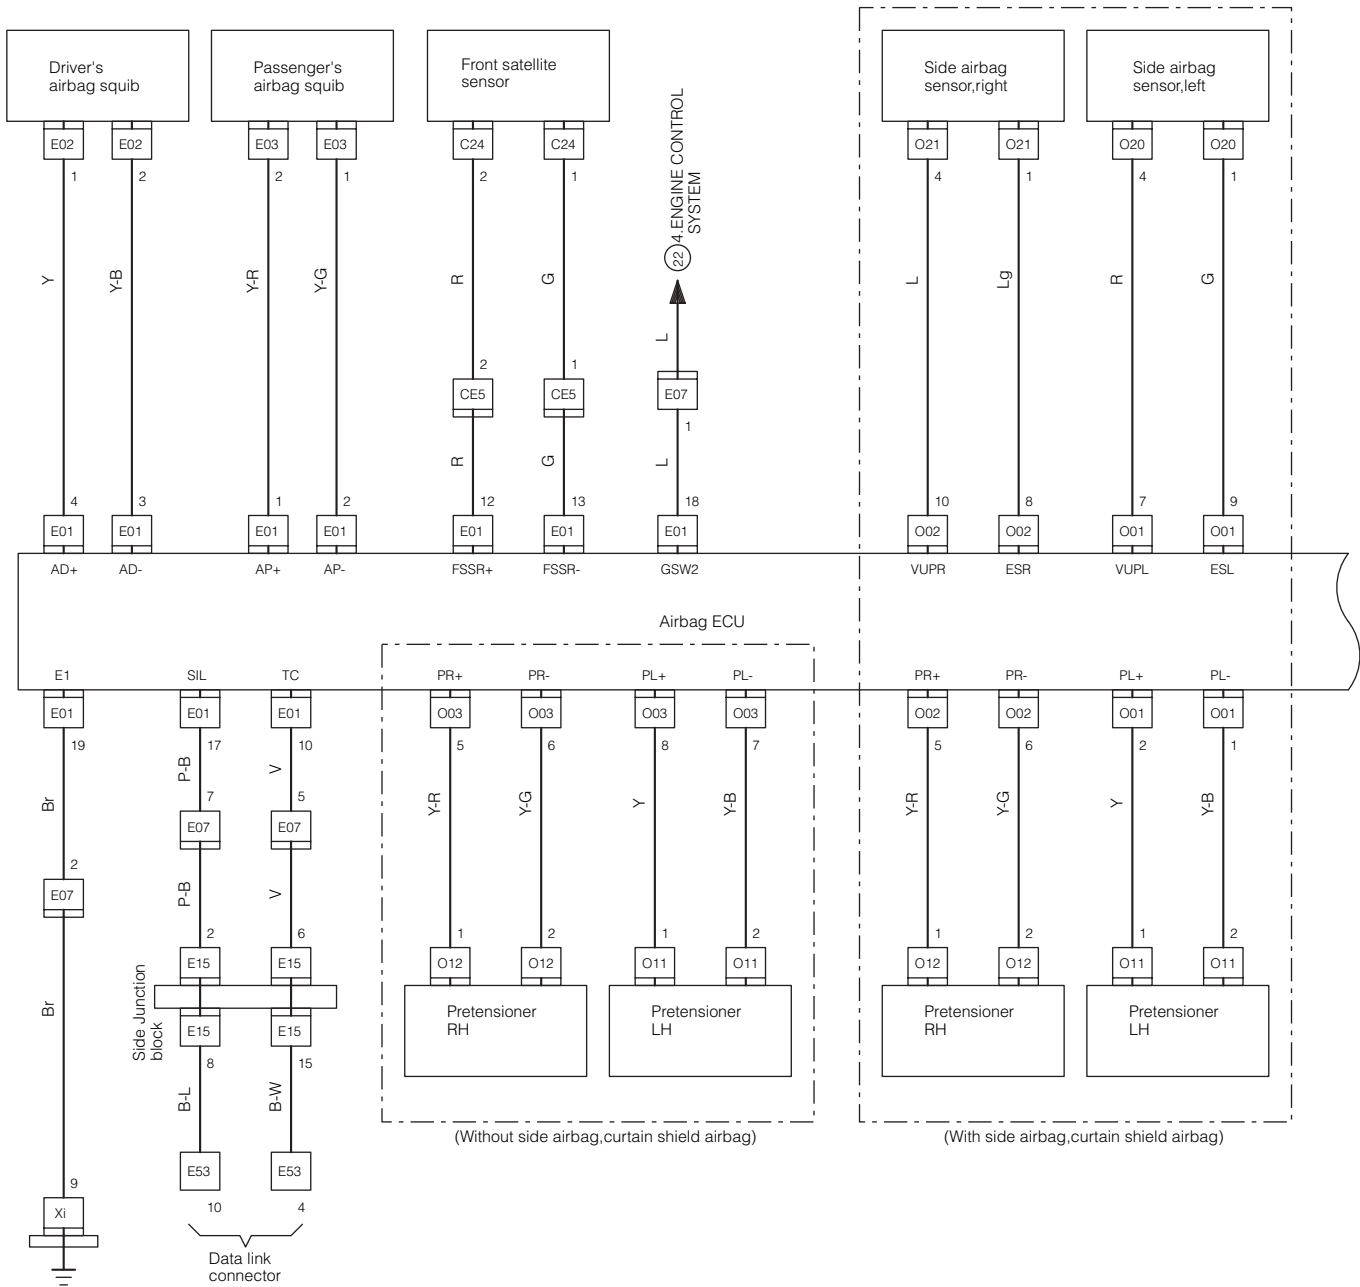 Driver's
airbag squib
Passenger's
airbag squib
Front satellite
sensor
Side airbag
sensor,right
Side airbag
sensor,left
E02 E02 E03 E03 C24 C24 O21 O21 O20 O20
1 2 2 1 2 1 4 1 4 1
22 4.ENGINE CONTROL
SYSTEM
Y Y-B Y-R Y-G R G L Lg R G
L
2 1
CE5 CE5 E07
1
R G L
4 3 1 2 12 13 18 10 8 7 9
E01 E01 E01 E01 E01 E01 E01 O02 O02 O01 O01
AD+ AD- AP+ AP- FSSR+ FSSR- GSW2 VUPR ESR VUPL ESL
Airbag ECU
E1 SIL TC PR+ PR- PL+ PL- PR+ PR- PL+ PL-
E01 E01 E01 O03 O03 O03 O03 O02 O02 O01 O01
19 17 10 5 6 8 7 5 6 2 1
Br P-B V Y-R Y-G Y Y-B Y-R Y-G Y Y-B
7 5
E07 E07
2
E07
P-B V
2 6 1 2 1 2 1 2 1 2
E15 E15 O12 O12 O11 O11 O12 O12 O11 O11
Side Junction
block
Br
E15 E15
8 15
Pretensioner
RH
Pretensioner
LH
Pretensioner
RH
Pretensioner
LH
B-L B-W
(Without side airbag,curtain shield airbag)
(With side airbag,curtain shield airbag)
E53 E53
9
10 4
Xi
Data link
connector